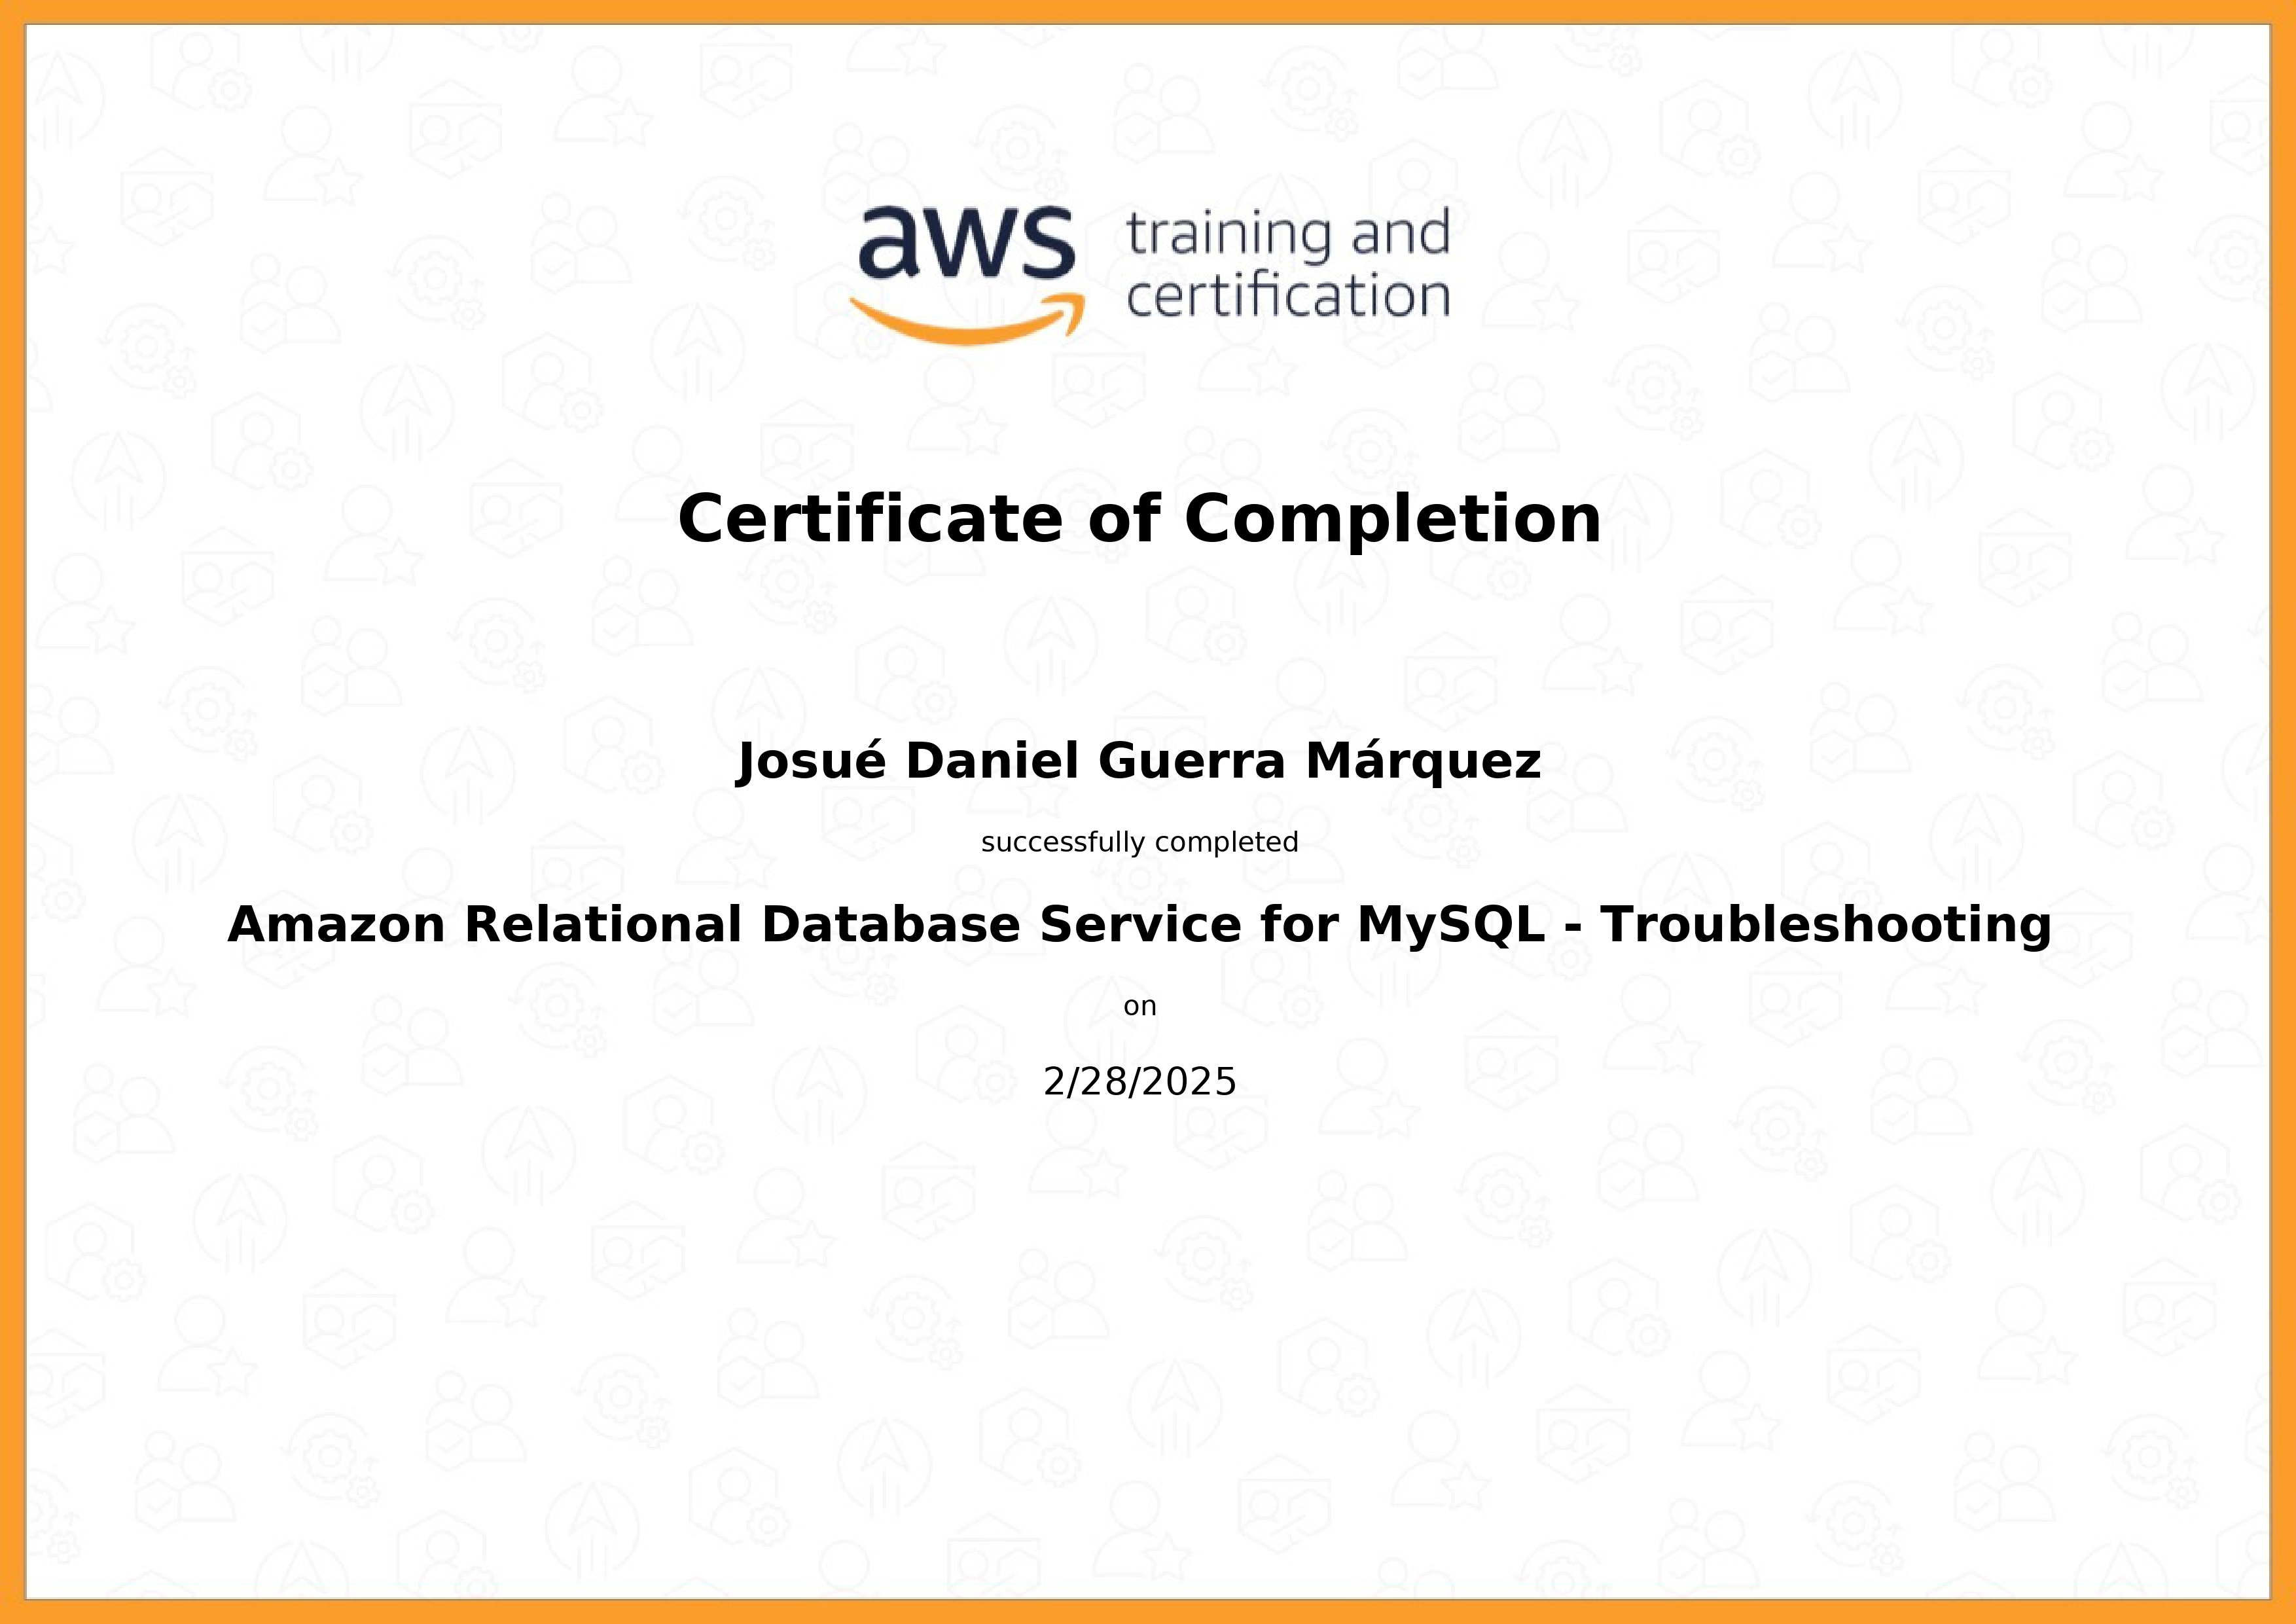 aws training and
certification
Certificate of Completion
Josué Daniel Guerra Márquez
successfully completed
Amazon Relational Database Service for MySQL - Troubleshooting
on
2/28/2025